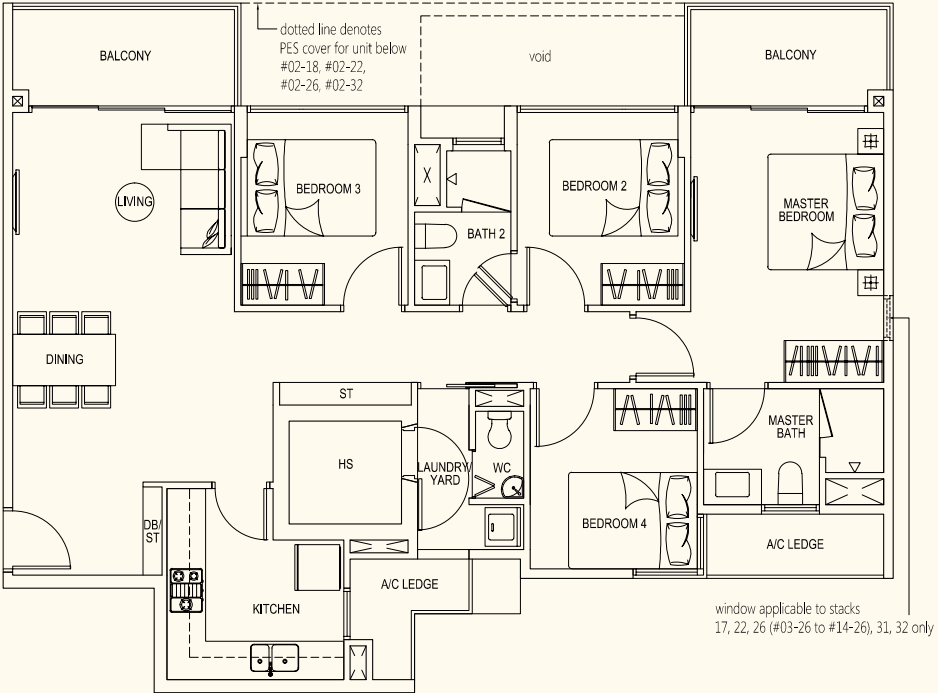 BALCONY
dotted line denotes
PES cover for unit below
#02-18, #02-22,
#02-26, #02-32
void
BALCONY
LIVING
BEDROOM 3
X
BATH 2
BEDROOM 2
MASTER
BEDROOM
DINING
ST
HS
LAUNDRY/
YARD
WC
MASTER
BATH
DB/
ST
BEDROOM 4
A/C LEDGE
KITCHEN
A/C LEDGE
window applicable to stacks
17, 22, 26 (#03-26 to #14-26), 31, 32 only